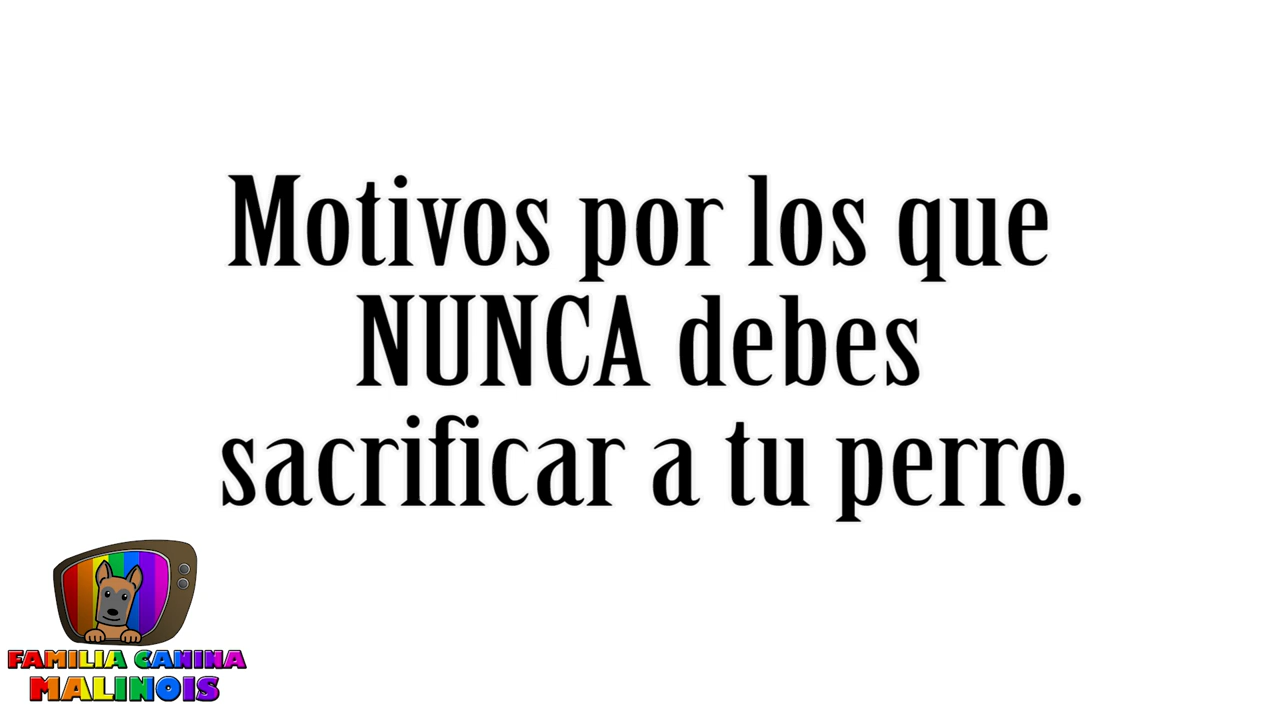 Motivos por los que
NUNCA debes
sacrificar a tu perro.
FAMILIA CANINA
MALINOIS